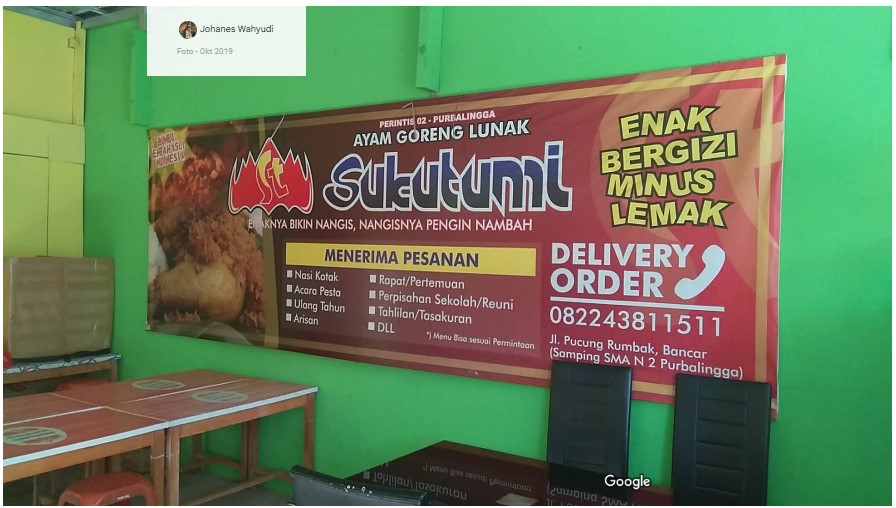 Johanes Wahyudi
Foto - Okt 2019
PERINTIS 02 - PURBALINGGA
AYAM GORENG LUNAK
St
Sukutumi
ENAKNYA BIKIN NANGIS, NANGISNYA PENGIN NAMBAH
ENAK
BERGIZI
MINUS
LEMAK
MENERIMA PESANAN
Nasi Kotak
Acara Pesta
Ulang Tahun
Arisan
Rapat/Pertemuan
Perpisahan Sekolah/Reuni
Tahlilan/Tasakuran
DLL
*) Menu Bisa sesuai Permintaan
DELIVERY
ORDER
082243811511
Jl. Pucung Rumbak, Bancar
(Samping SMA N 2 Purbalingga)
Google